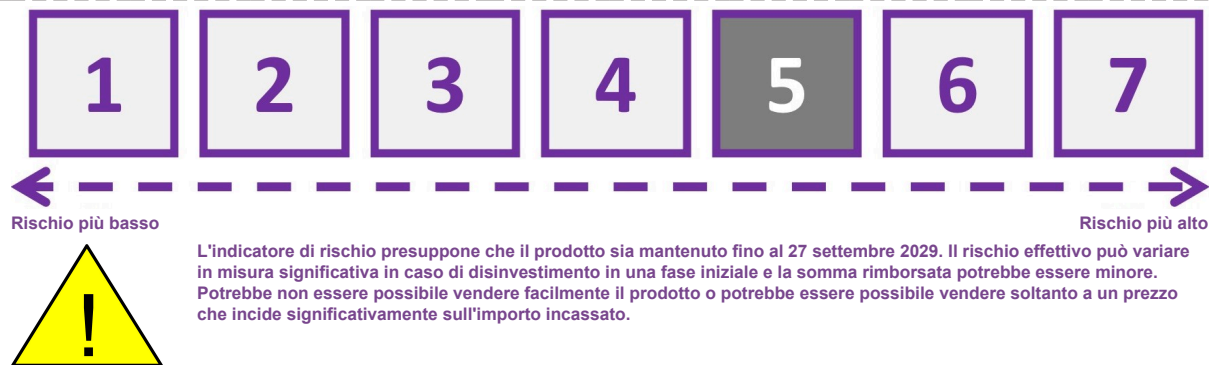 1 2 3 4 5 6 7
Rischio più basso Rischio più alto
L'indicatore di rischio presuppone che il prodotto sia mantenuto fino al 27 settembre 2029. Il rischio effettivo può variare
in misura significativa in caso di disinvestimento in una fase iniziale e la somma rimborsata potrebbe essere minore.
Potrebbe non essere possibile vendere facilmente il prodotto o potrebbe essere possibile vendere soltanto a un prezzo
che incide significativamente sull'importo incassato.
!